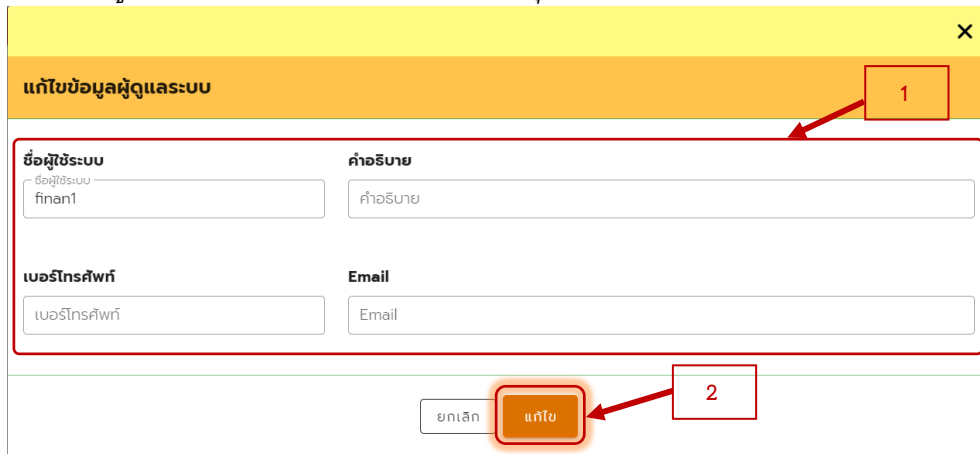 แก้ไขข้อมูลผู้ดูแลระบบ
1
ชื่อผู้ใช้ระบบ คำอธิบาย
ชื่อผู้ใช้ระบบ
finan1 คำอธิบาย
เบอร์โทรศัพท์ Email
เบอร์โทรศัพท์ Email
2
ยกเลิก แก้ไข